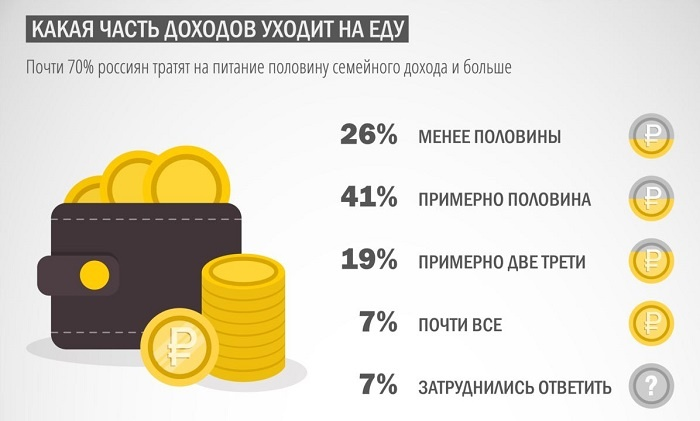 КАКАЯ ЧАСТЬ ДОХОДОВ УХОДИТ НА ЕДУ
Почти 70% россиян тратят на питание половину семейного дохода и больше
26% МЕНЕЕ ПОЛОВИНЫ ₽
41% ПРИМЕРНО ПОЛОВИНА ₽
19% ПРИМЕРНО ДВЕ ТРЕТИ ₽
7% ПОЧТИ ВСЕ ₽
₽
7% ЗАТРУДНИЛИСЬ ОТВЕТИТЬ ?